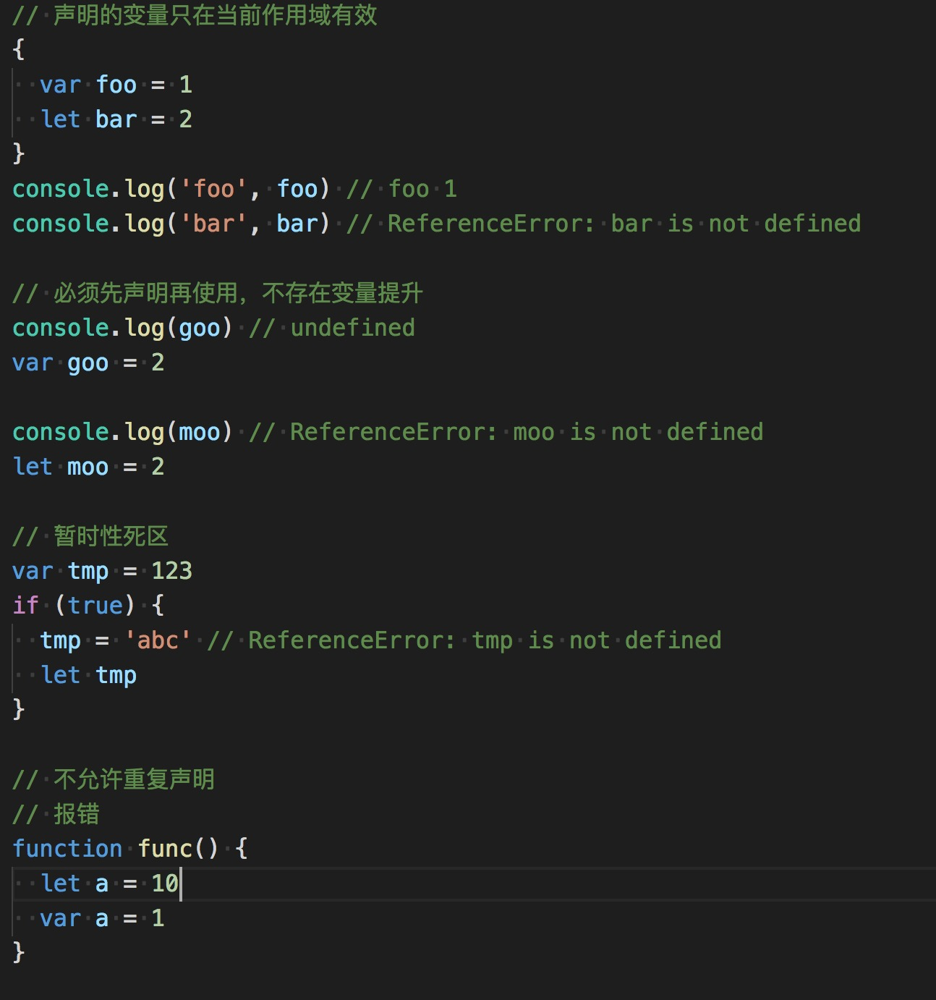 // 声明的变量只在当前作用域有效
{
  var foo = 1
  let bar = 2
}
console.log('foo', foo) // foo 1
console.log('bar', bar) // ReferenceError: bar is not defined

// 必须先声明再使用，不存在变量提升
console.log(goo) // undefined
var goo = 2

console.log(moo) // ReferenceError: moo is not defined
let moo = 2

// 暂时性死区
var tmp = 123
if (true) {
  tmp = 'abc' // ReferenceError: tmp is not defined
  let tmp
}

// 不允许重复声明
// 报错
function func() {
  let a = 10
  var a = 1
}